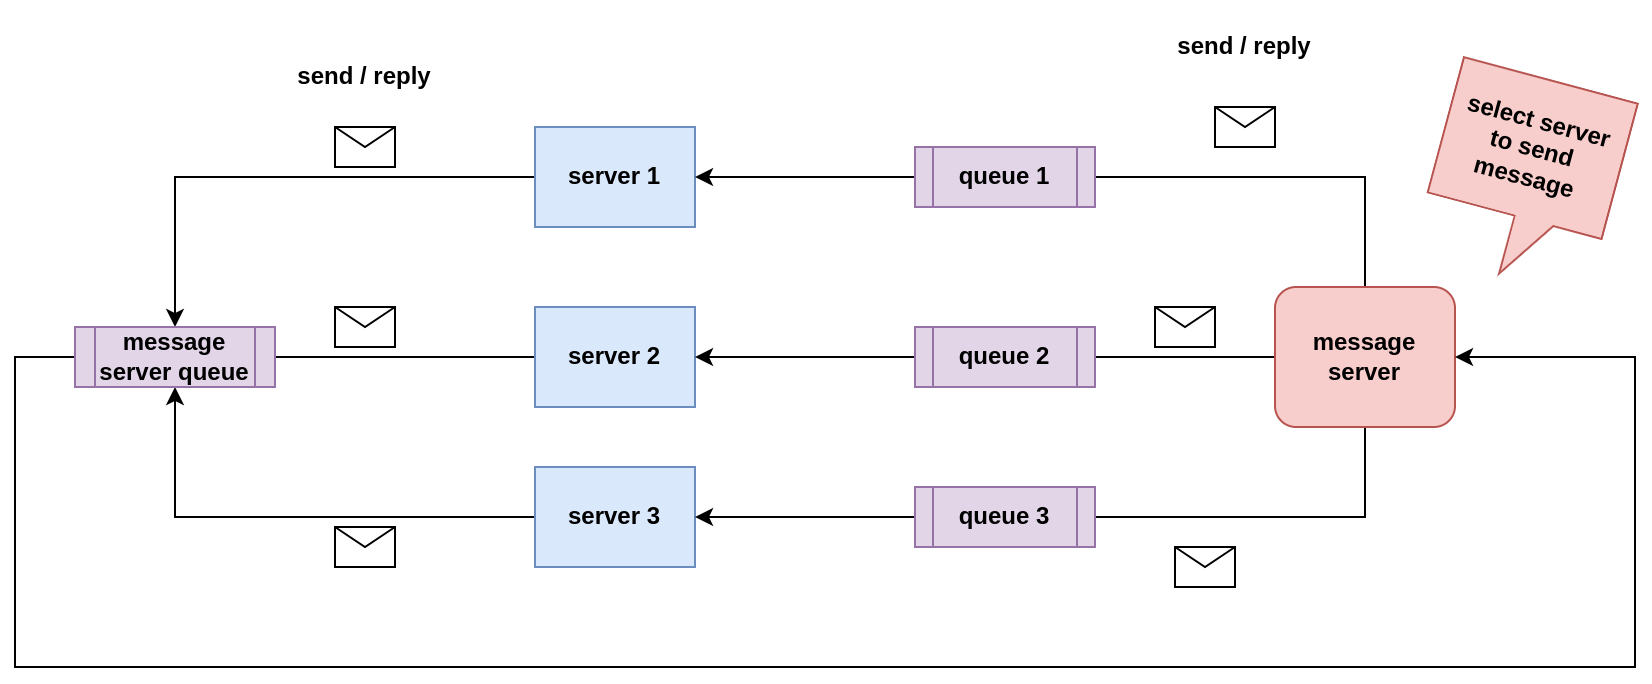 send / reply
send / reply
select server
to send
message
server 1
queue 1
message
server queue
server 2
queue 2
message
server
server 3
queue 3